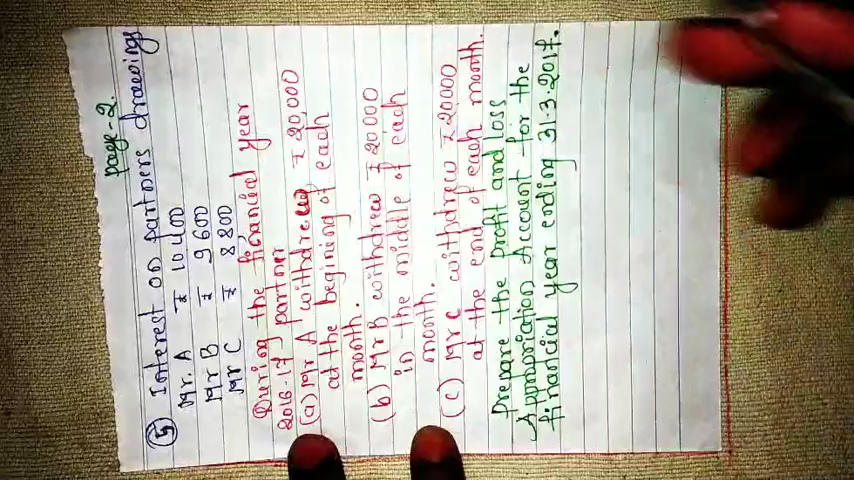 page-2.
(5) Interest on partners drawings
Mr. A ₹ 10400
Mr B ₹ 9600
Mr C ₹ 8800
During the financial year
2016-17 partner
(a) Mr A withdrew ₹ 20000
at the begining of each
month.
(b) Mr B withdrew ₹ 20000
in the middle of each
month.
(c) Mr C withdrew ₹ 20000
at the end of each month.
Prepare the profit and loss
Appropriation Account for the
financial year ending 31.3.2017.